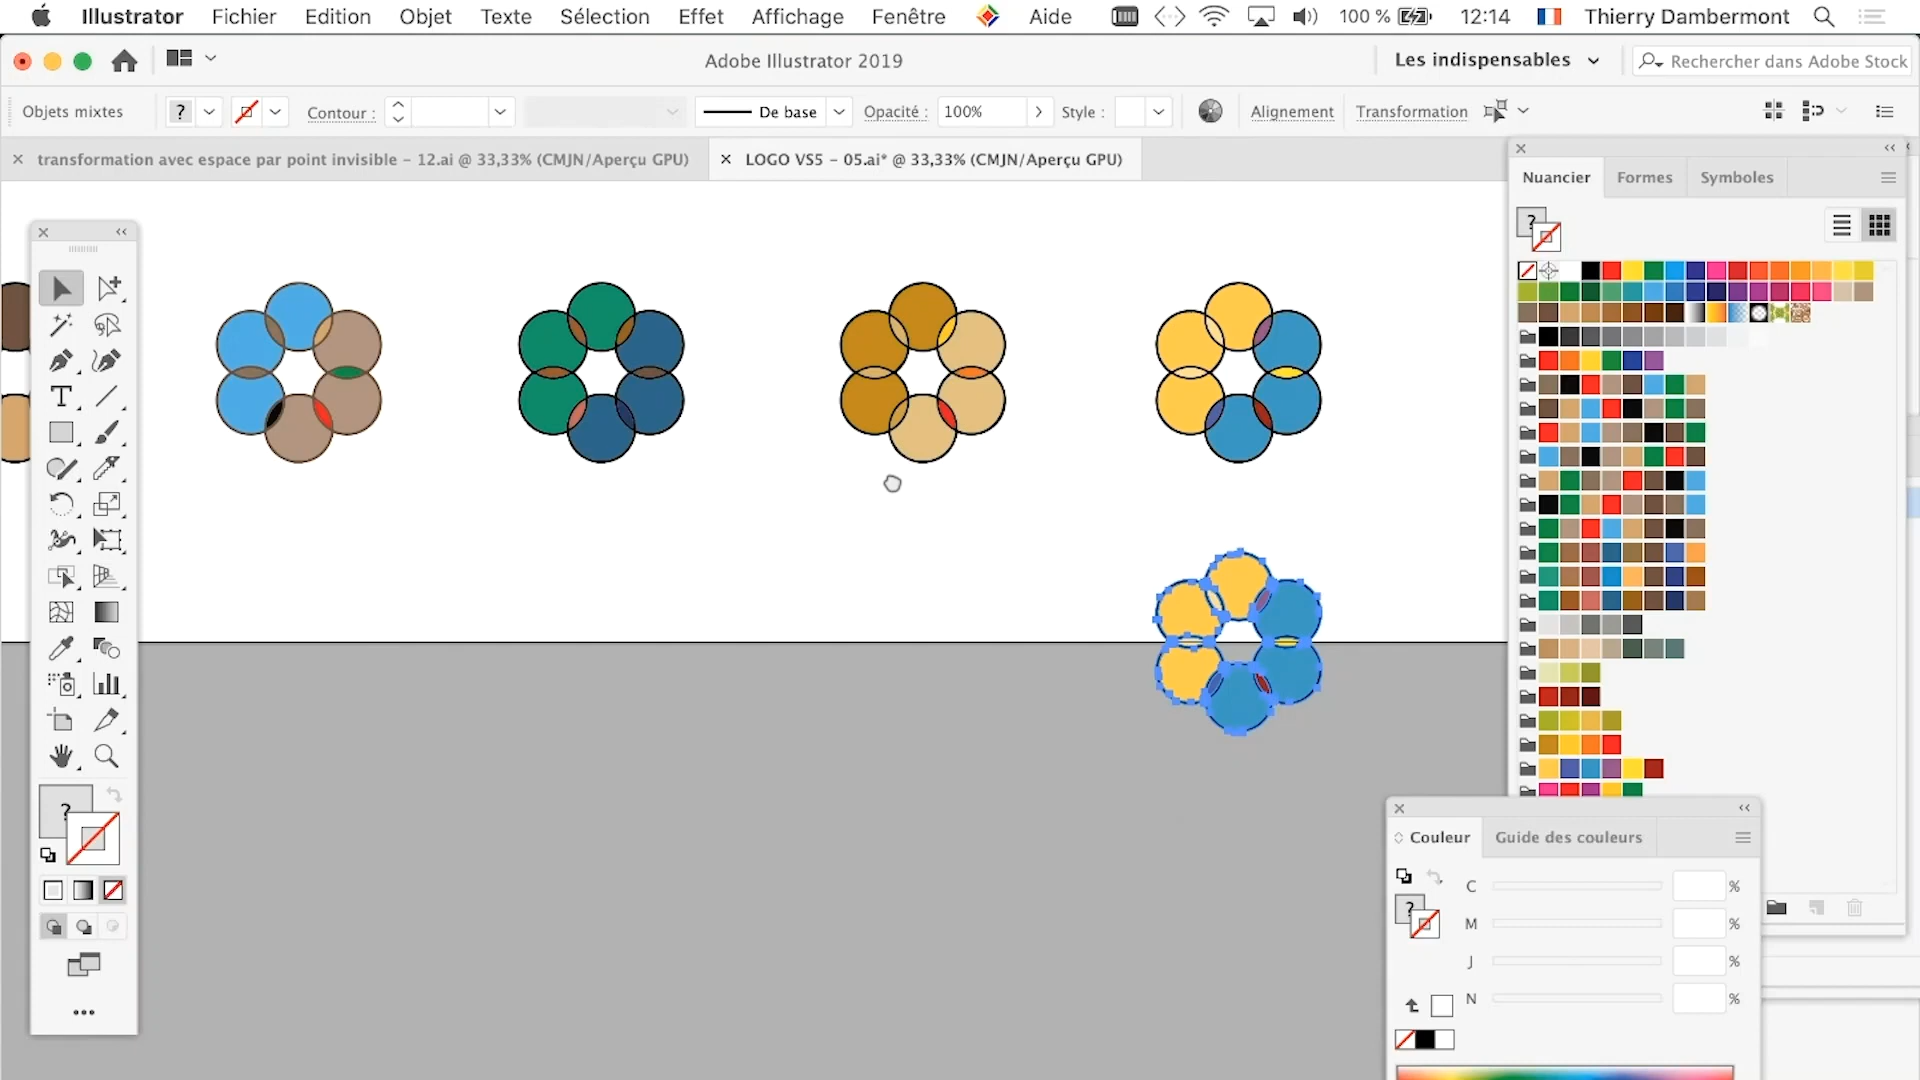 Illustrator Fichier Edition Objet Texte Sélection Effet Affichage Fenêtre Aide 100 % 12:14 Thierry Dambermont
Adobe Illustrator 2019 Les indispensables Rechercher dans Adobe Stock
Objets mixtes ? Contour : De base Opacité : 100% Style : Alignement Transformation
transformation avec espace par point invisible – 12.ai @ 33,33% (CMJN/Aperçu GPU) LOGO VS5 – 05.ai* @ 33,33% (CMJN/Aperçu GPU)
Nuancier Formes Symboles
?
?
Couleur Guide des couleurs
C %
?
M %
J %
N %